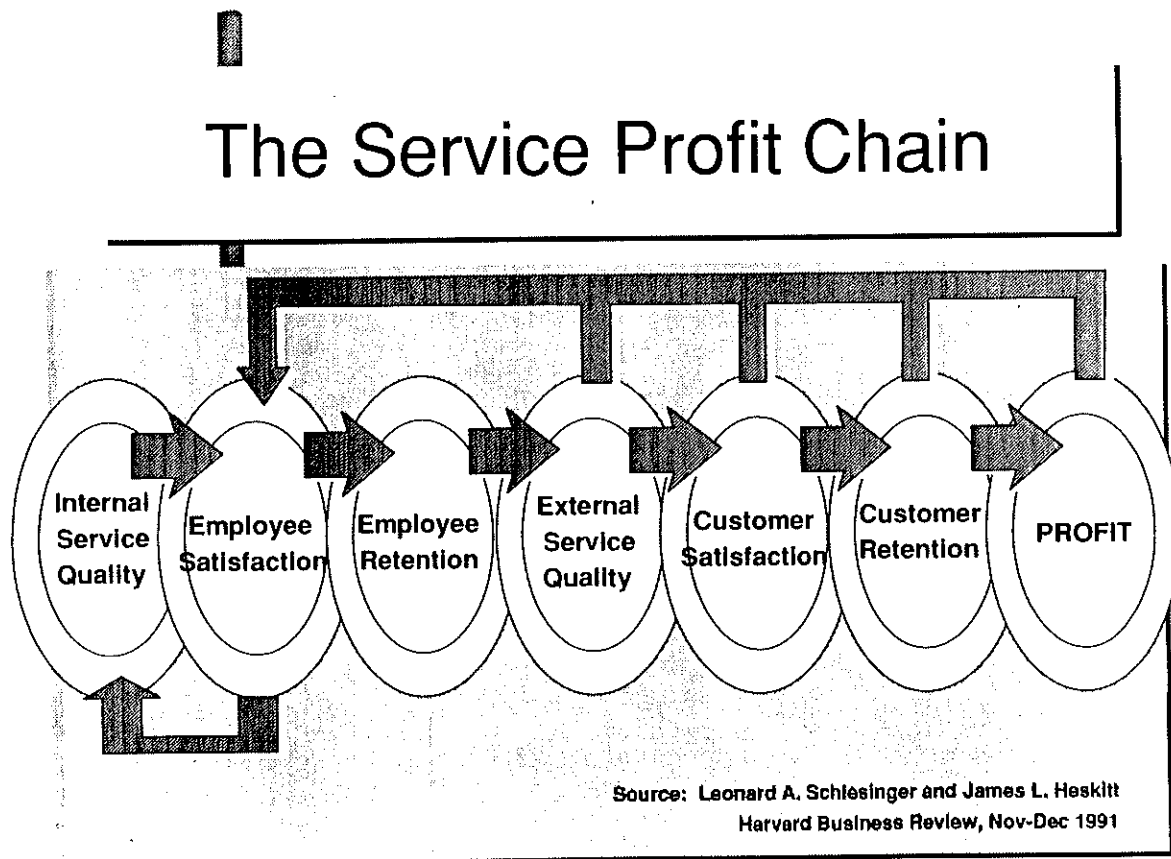 The Service Profit Chain
Internal
Service
Quality
Employee
Satisfaction
Employee
Retention
External
Service
Quality
Customer
Satisfaction
Customer
Retention
PROFIT
Source: Leonard A. Schlesinger and James L. Heskitt
Harvard Business Review, Nov-Dec 1991